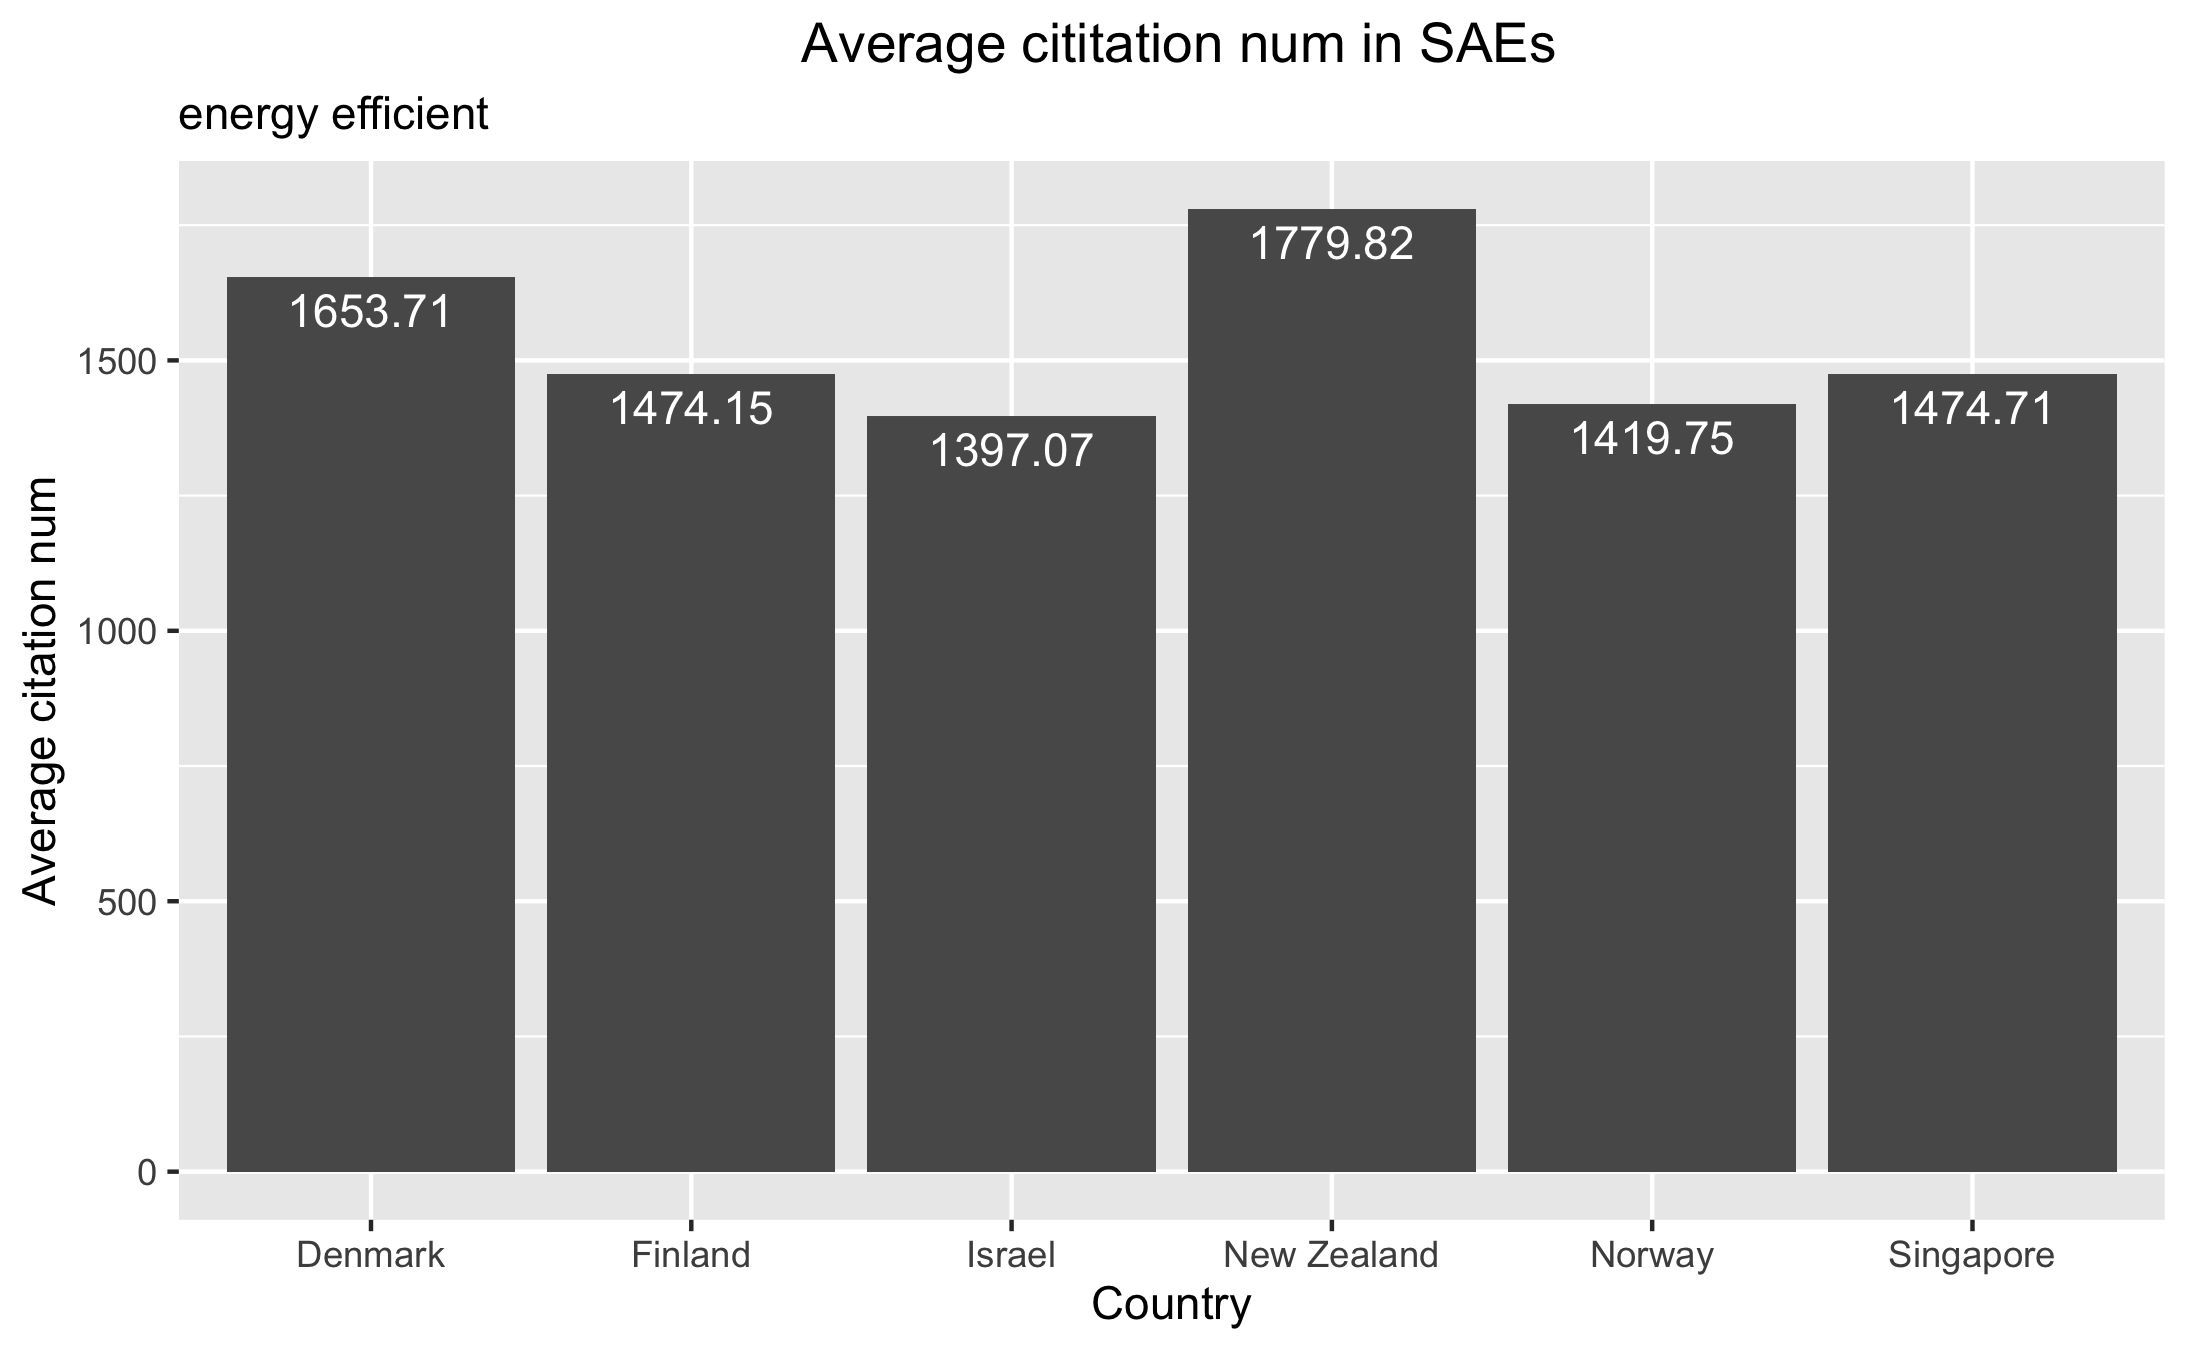 Average cititation num in SAEs
energy efficient
Average citation num
1500
1000
500
0
1653.71
1474.15
1397.07
1779.82
1419.75
1474.71
Denmark
Finland
Israel
New Zealand
Norway
Singapore
Country